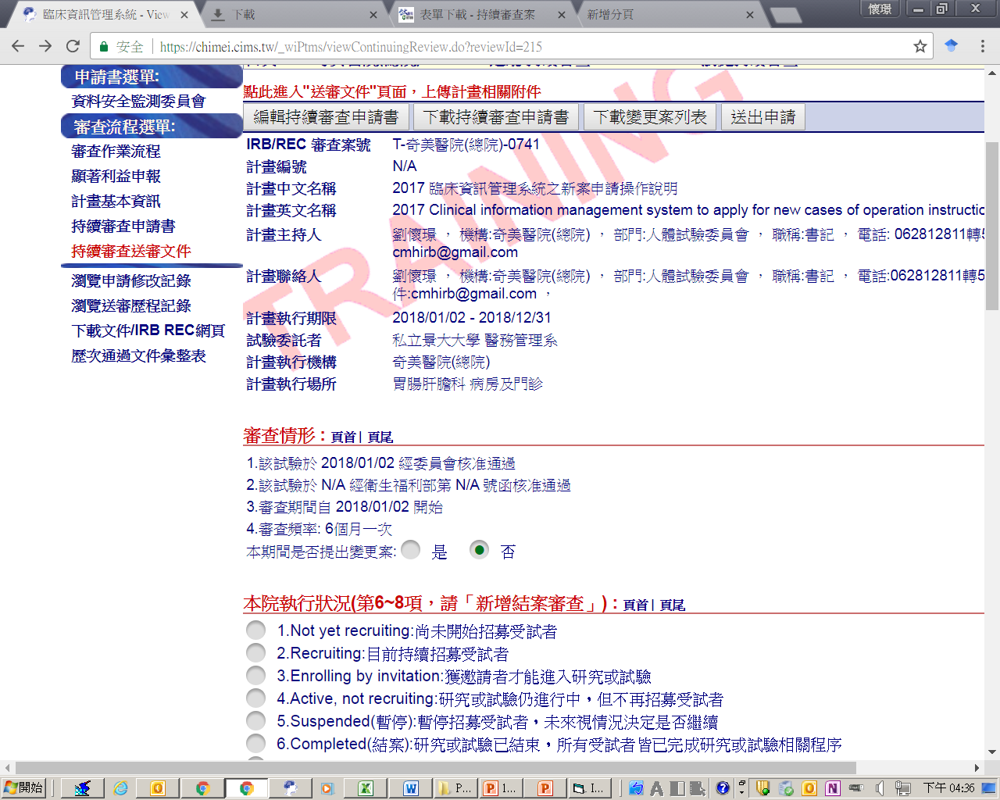 臨床資訊管理系統 - View
下載
表單下載 - 持續審查案
新增分頁
懷環
安全 | https://chimei.cims.tw/_wiPtms/viewContinuingReview.do?reviewId=215
申請書選單:
資料安全監測委員會
審查流程選單:
審查作業流程
顯著利益申報
計畫基本資訊
持續審查申請書
持續審查送審文件
瀏覽申請修改記錄
瀏覽送審歷程記錄
下載文件/IRB REC網頁
歷次通過文件彙整表
點此進入"送審文件"頁面，上傳計畫相關附件
編輯持續審查申請書 下載持續審查申請書 下載變更案列表 送出申請
TRAINING
IRB/REC 審查案號 T-奇美醫院(總院)-0741
計畫編號 N/A
計畫中文名稱 2017 臨床資訊管理系統之新案申請操作說明
計畫英文名稱 2017 Clinical information management system to apply for new cases of operation instructic
計畫主持人 劉懷環 ， 機構:奇美醫院(總院) ， 部門:人體試驗委員會 ， 職稱:書記 ， 電話: 062812811轉5
cmhirb@gmail.com
計畫聯絡人 劉懷環 ， 機構:奇美醫院(總院) ， 部門:人體試驗委員會 ， 職稱:書記 ， 電話:062812811轉5
件:cmhirb@gmail.com ，
計畫執行期限 2018/01/02 - 2018/12/31
試驗委託者 私立景大大學 醫務管理系
計畫執行機構 奇美醫院(總院)
計畫執行場所 胃腸肝膽科 病房及門診
審查情形：頁首| 頁尾
1.該試驗於 2018/01/02 經委員會核准通過
2.該試驗於 N/A 經衛生福利部第 N/A 號函核准通過
3.審查期間自 2018/01/02 開始
4.審查頻率: 6個月一次
本期間是否提出變更案: 是 否
本院執行狀況(第6~8項，請「新增結案審查」)：頁首| 頁尾
1.Not yet recruiting:尚未開始招募受試者
2.Recruiting:目前持續招募受試者
3.Enrolling by invitation:獲邀請者才能進入研究或試驗
4.Active, not recruiting:研究或試驗仍進行中，但不再招募受試者
5.Suspended(暫停):暫停招募受試者，未來視情況決定是否繼續
6.Completed(結案):研究或試驗已結束，所有受試者皆已完成研究或試驗相關程序
開始
P...
1...
I...
下午 04:36